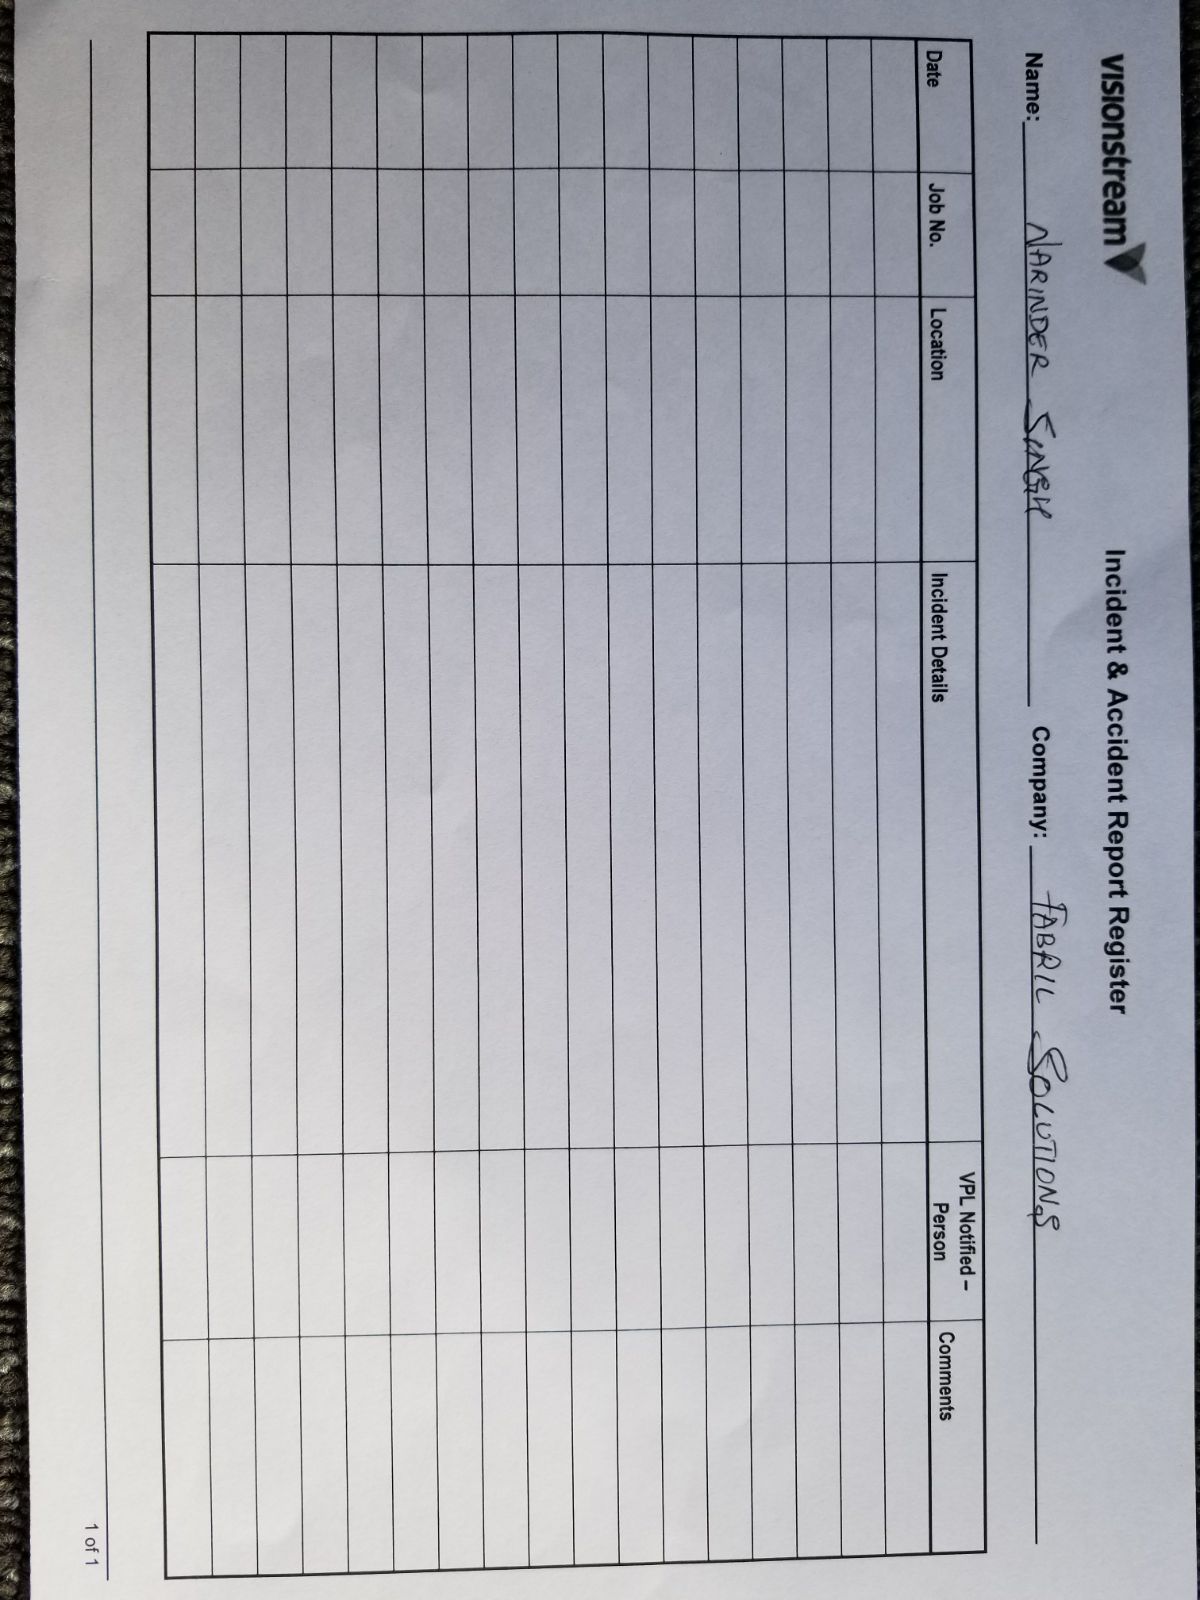 VISIONstream
Incident & Accident Report Register
Name: NARINDER SINGH Company: FABRIL SOLUTIONS
Date Job No. Location Incident Details VPL Notified – Person Comments
1 of 1